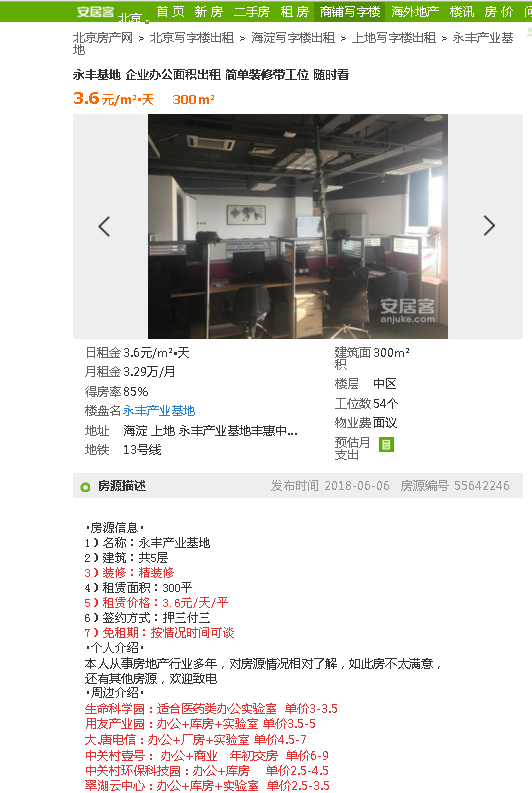 安居客 北京 首 页 新 房 二手房 租 房 商铺写字楼 海外地产 楼讯 房 价
北京房产网 > 北京写字楼出租 > 海淀写字楼出租 > 上地写字楼出租 > 永丰产业基
地
永丰基地 企业办公面积出租 简单装修带工位 随时看
3.6 元/m²•天 300 m²
安居客
anjuke.com
日租金 3.6元/m²•天
月租金 3.29万/月
得房率 85%
楼盘名 永丰产业基地
地址 海淀 上地 永丰产业基地丰惠中...
地铁 13号线
建筑面 300m²
积
楼层 中区
工位数 54个
物业费 面议
预估月
支出
房源描述 发布时间 2018-06-06 房源编号 55642246
·房源信息·
1）名称：永丰产业基地
2）建筑：共5层
3）装修：精装修
4）租赁面积：300平
5）租赁价格：3.6元/天/平
6）签约方式：押三付三
7）免租期：按情况时间可谈
·个人介绍·
本人从事房地产行业多年，对房源情况相对了解，如此房不太满意，
还有其他房源，欢迎致电
·周边介绍·
生命科学园：适合医药类办公实验室 单价3-3.5
用友产业园：办公+库房+实验室 单价3.5-5
大.唐电信：办公+厂房+实验室 单价4.5-7
中关村壹号： 办公+商业 年初交房 单价6-9
中关村环保科技园：办公+库房 单价2.5-4.5
翠湖云中心：办公+库房+实验室 单价2.5-3.5